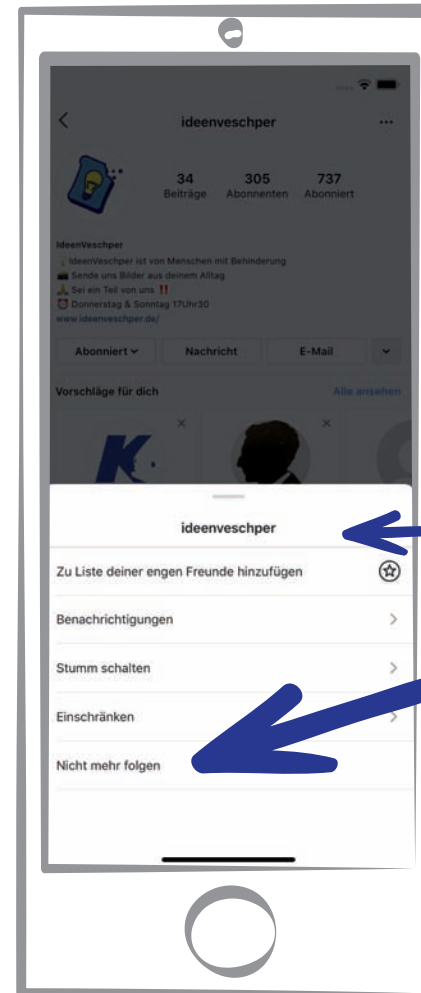 ideenveschper
34 305 737
Beiträge Abonnenten Abonniert
IdeenVeschper
IdeenVeschper ist von Menschen mit Behinderung
Sende uns Bilder aus deinem Alltag
Sei ein Teil von uns ‼️
Donnerstag & Sonntag 17Uhr30
www.ideenveschper.de/
Abonniert Nachricht E-Mail
Vorschläge für dich Alle ansehen
K.
ideenveschper
Zu Liste deiner engen Freunde hinzufügen
Benachrichtigungen
Stumm schalten
Einschränken
Nicht mehr folgen